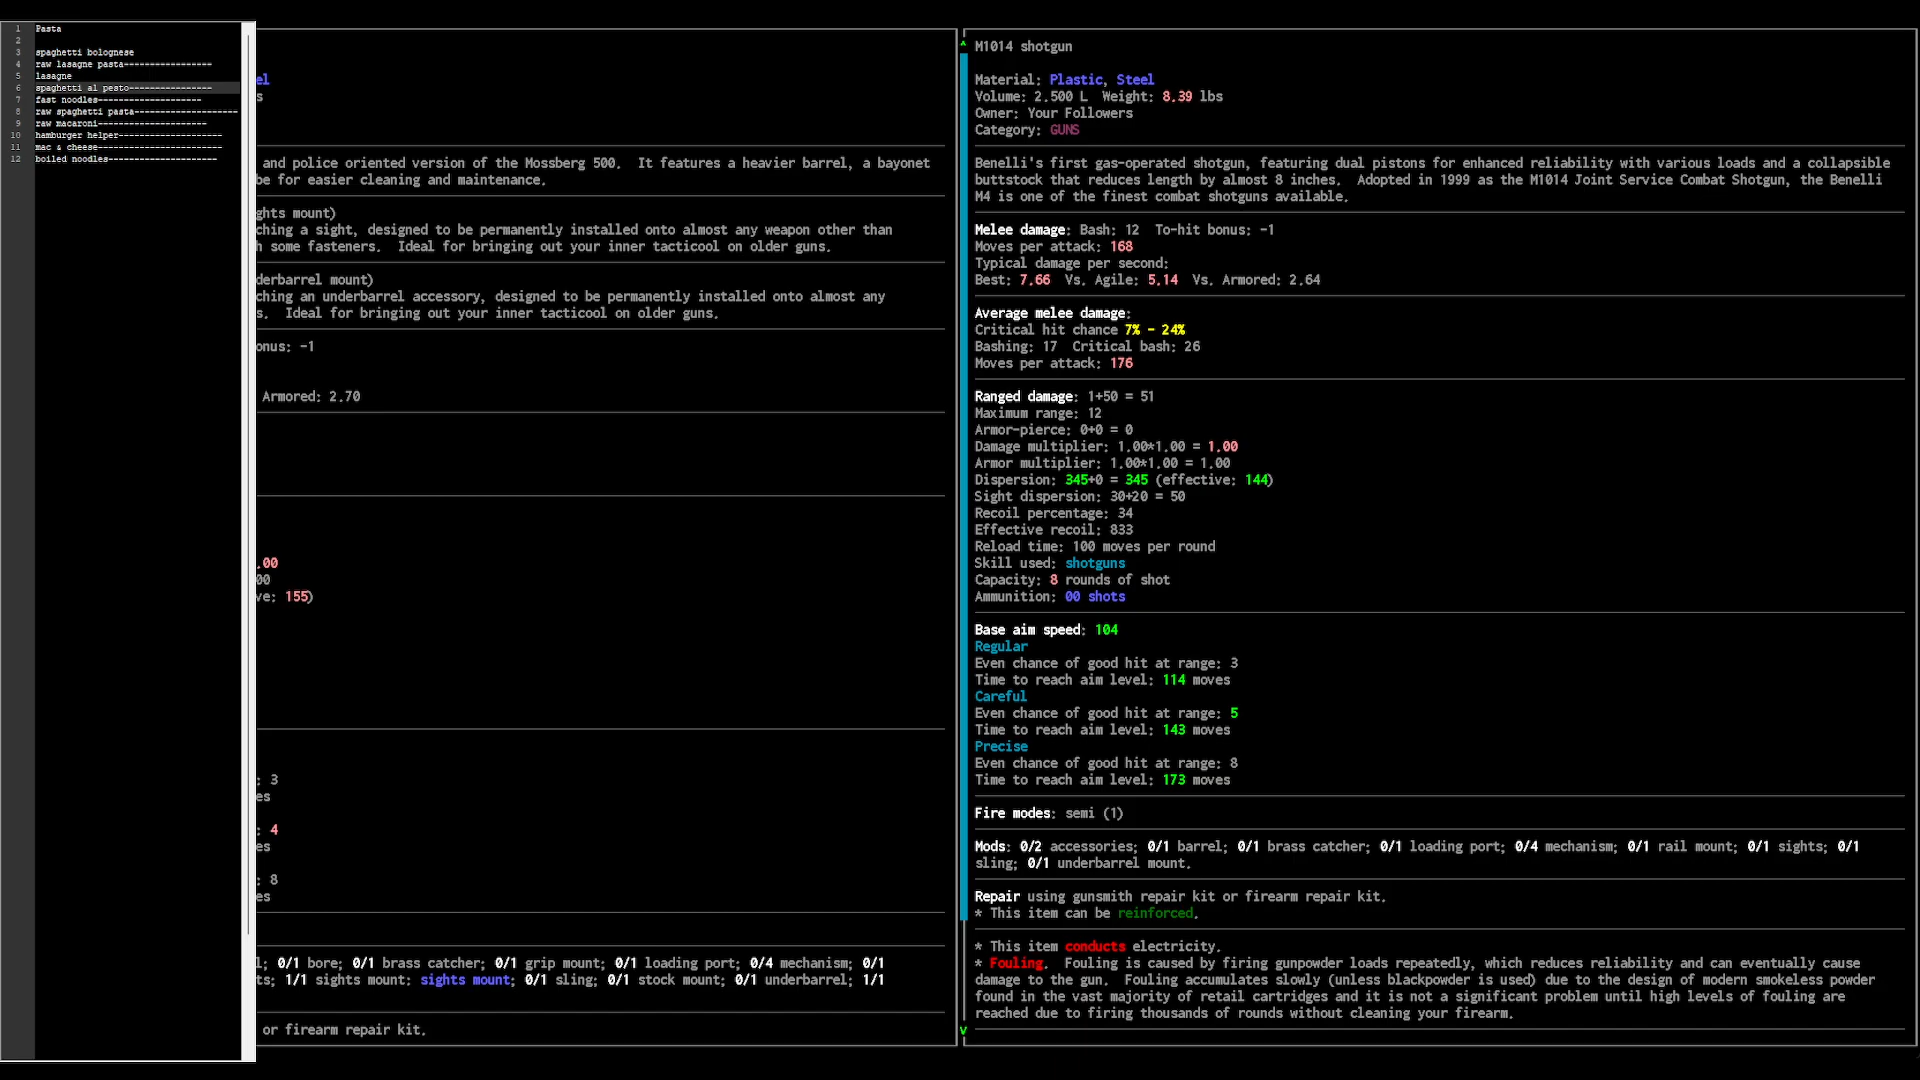 1 Pasta
2
3 spaghetti bolognese
4 raw lasagne pasta-----------------
5 lasagne
6 spaghetti al pesto----------------
7 fast noodles--------------------
8 raw spaghetti pasta--------------------
9 raw macaroni---------------------
10 hamburger helper--------------------
11 mac & cheese------------------------
12 boiled noodles---------------------
el
s
and police oriented version of the Mossberg 500.  It features a heavier barrel, a bayonet
be for easier cleaning and maintenance.
ghts mount)
ching a sight, designed to be permanently installed onto almost any weapon other than
h some fasteners.  Ideal for bringing out your inner tacticool on older guns.
derbarrel mount)
ching an underbarrel accessory, designed to be permanently installed onto almost any
s.  Ideal for bringing out your inner tacticool on older guns.
onus: -1
Armored: 2.70
.00
00
ve: 155)
: 3
es
: 4
es
: 8
es
l; 0/1 bore; 0/1 brass catcher; 0/1 grip mount; 0/1 loading port; 0/4 mechanism; 0/1
ts; 1/1 sights mount: sights mount; 0/1 sling; 0/1 stock mount; 0/1 underbarrel; 1/1
or firearm repair kit.
M1014 shotgun
Material: Plastic, Steel
Volume: 2.500 L  Weight: 8.39 lbs
Owner: Your Followers
Category: GUNS
Benelli's first gas-operated shotgun, featuring dual pistons for enhanced reliability with various loads and a collapsible
buttstock that reduces length by almost 8 inches.  Adopted in 1999 as the M1014 Joint Service Combat Shotgun, the Benelli
M4 is one of the finest combat shotguns available.
Melee damage: Bash: 12  To-hit bonus: -1
Moves per attack: 168
Typical damage per second:
Best: 7.66  Vs. Agile: 5.14  Vs. Armored: 2.64
Average melee damage:
Critical hit chance 7% - 24%
Bashing: 17  Critical bash: 26
Moves per attack: 176
Ranged damage: 1+50 = 51
Maximum range: 12
Armor-pierce: 0+0 = 0
Damage multiplier: 1.00*1.00 = 1.00
Armor multiplier: 1.00*1.00 = 1.00
Dispersion: 345+0 = 345 (effective: 144)
Sight dispersion: 30+20 = 50
Recoil percentage: 34
Effective recoil: 833
Reload time: 100 moves per round
Skill used: shotguns
Capacity: 8 rounds of shot
Ammunition: 00 shots
Base aim speed: 104
Regular
Even chance of good hit at range: 3
Time to reach aim level: 114 moves
Careful
Even chance of good hit at range: 5
Time to reach aim level: 143 moves
Precise
Even chance of good hit at range: 8
Time to reach aim level: 173 moves
Fire modes: semi (1)
Mods: 0/2 accessories; 0/1 barrel; 0/1 brass catcher; 0/1 loading port; 0/4 mechanism; 0/1 rail mount; 0/1 sights; 0/1
sling; 0/1 underbarrel mount.
Repair using gunsmith repair kit or firearm repair kit.
* This item can be reinforced.
* This item conducts electricity.
* Fouling.  Fouling is caused by firing gunpowder loads repeatedly, which reduces reliability and can eventually cause
damage to the gun.  Fouling accumulates slowly (unless blackpowder is used) due to the design of modern smokeless powder
found in the vast majority of retail cartridges and it is not a significant problem until high levels of fouling are
reached due to firing thousands of rounds without cleaning your firearm.